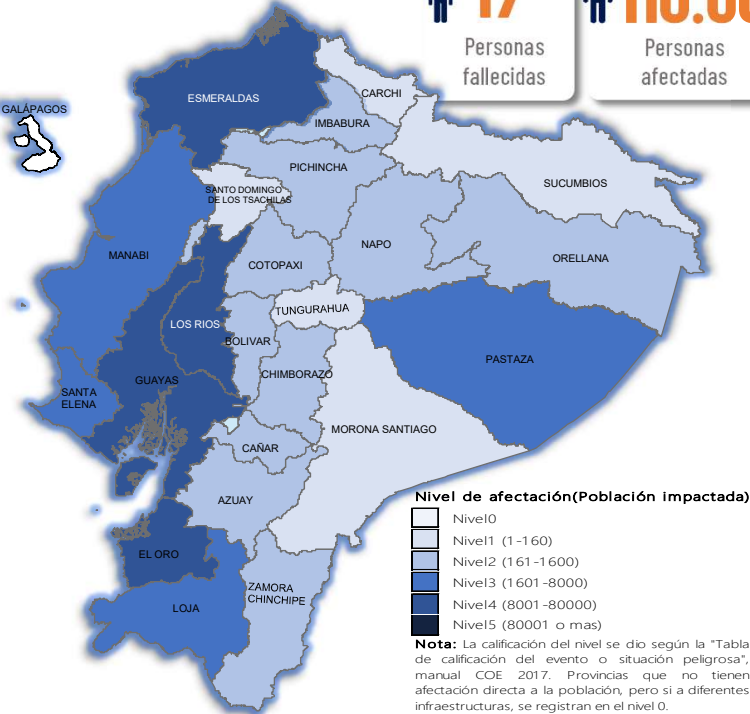 17
Personas
fallecidas
Personas
afectadas
GALÁPAGOS
ESMERALDAS
CARCHI
IMBABURA
PICHINCHA
SUCUMBIOS
SANTO DOMINGO
DE LOS TSACHILAS
MANABI
NAPO
COTOPAXI
ORELLANA
TUNGURAHUA
LOS RIOS
BOLIVAR
PASTAZA
CHIMBORAZO
GUAYAS
SANTA
ELENA
MORONA SANTIAGO
CAÑAR
AZUAY
EL ORO
ZAMORA
CHINCHIPE
LOJA
Nivel de afectación(Población impactada)
Nivel0
Nivel1 (1-160)
Nivel2 (161-1600)
Nivel3 (1601-8000)
Nivel4 (8001-80000)
Nivel5 (80001 o mas)
Nota: La calificación del nivel se dio según la "Tabla
de calificación del evento o situación peligrosa",
manual COE 2017. Provincias que no tienen
afectación directa a la población, pero si a diferentes
infraestructuras, se registran en el nivel 0.